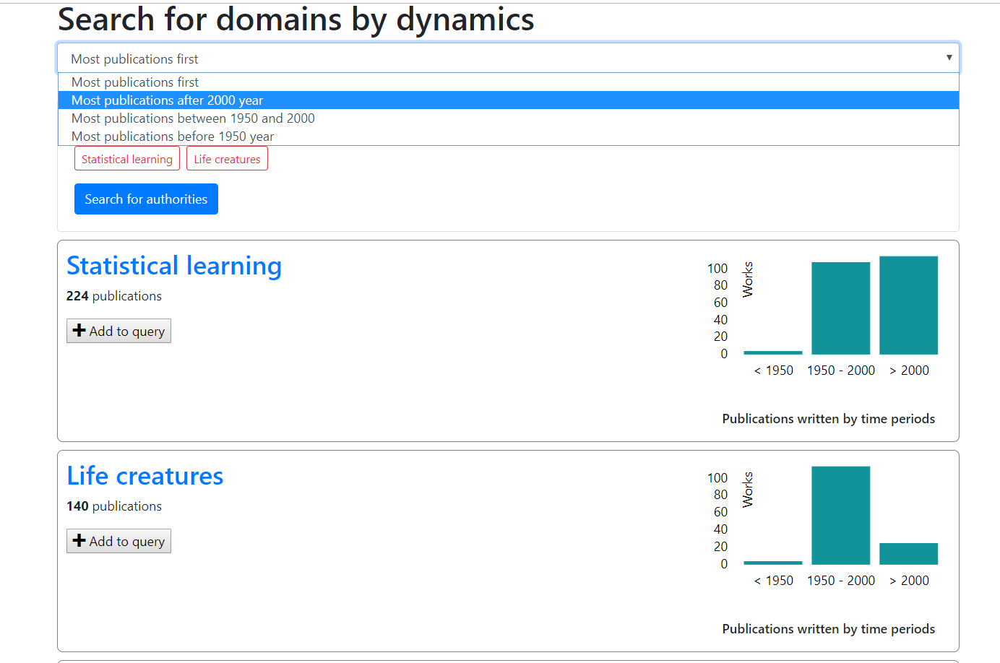 Search for domains by dynamics
Most publications first
Most publications first
Most publications after 2000 year
Most publications between 1950 and 2000
Most publications before 1950 year
Statistical learning Life creatures
Search for authorities
Statistical learning
224 publications
Add to query
Works
100
80
60
40
20
0
< 1950 1950 - 2000 > 2000
Publications written by time periods
Life creatures
140 publications
Add to query
Works
100
80
60
40
20
0
< 1950 1950 - 2000 > 2000
Publications written by time periods